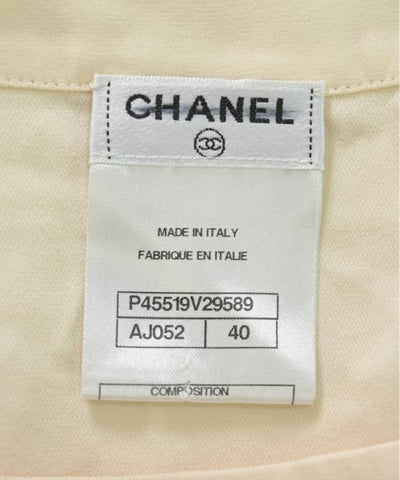 CHANEL
MADE IN ITALY
FABRIQUE EN ITALIE
P45519V29589
AJ052 40
COMPOSITION